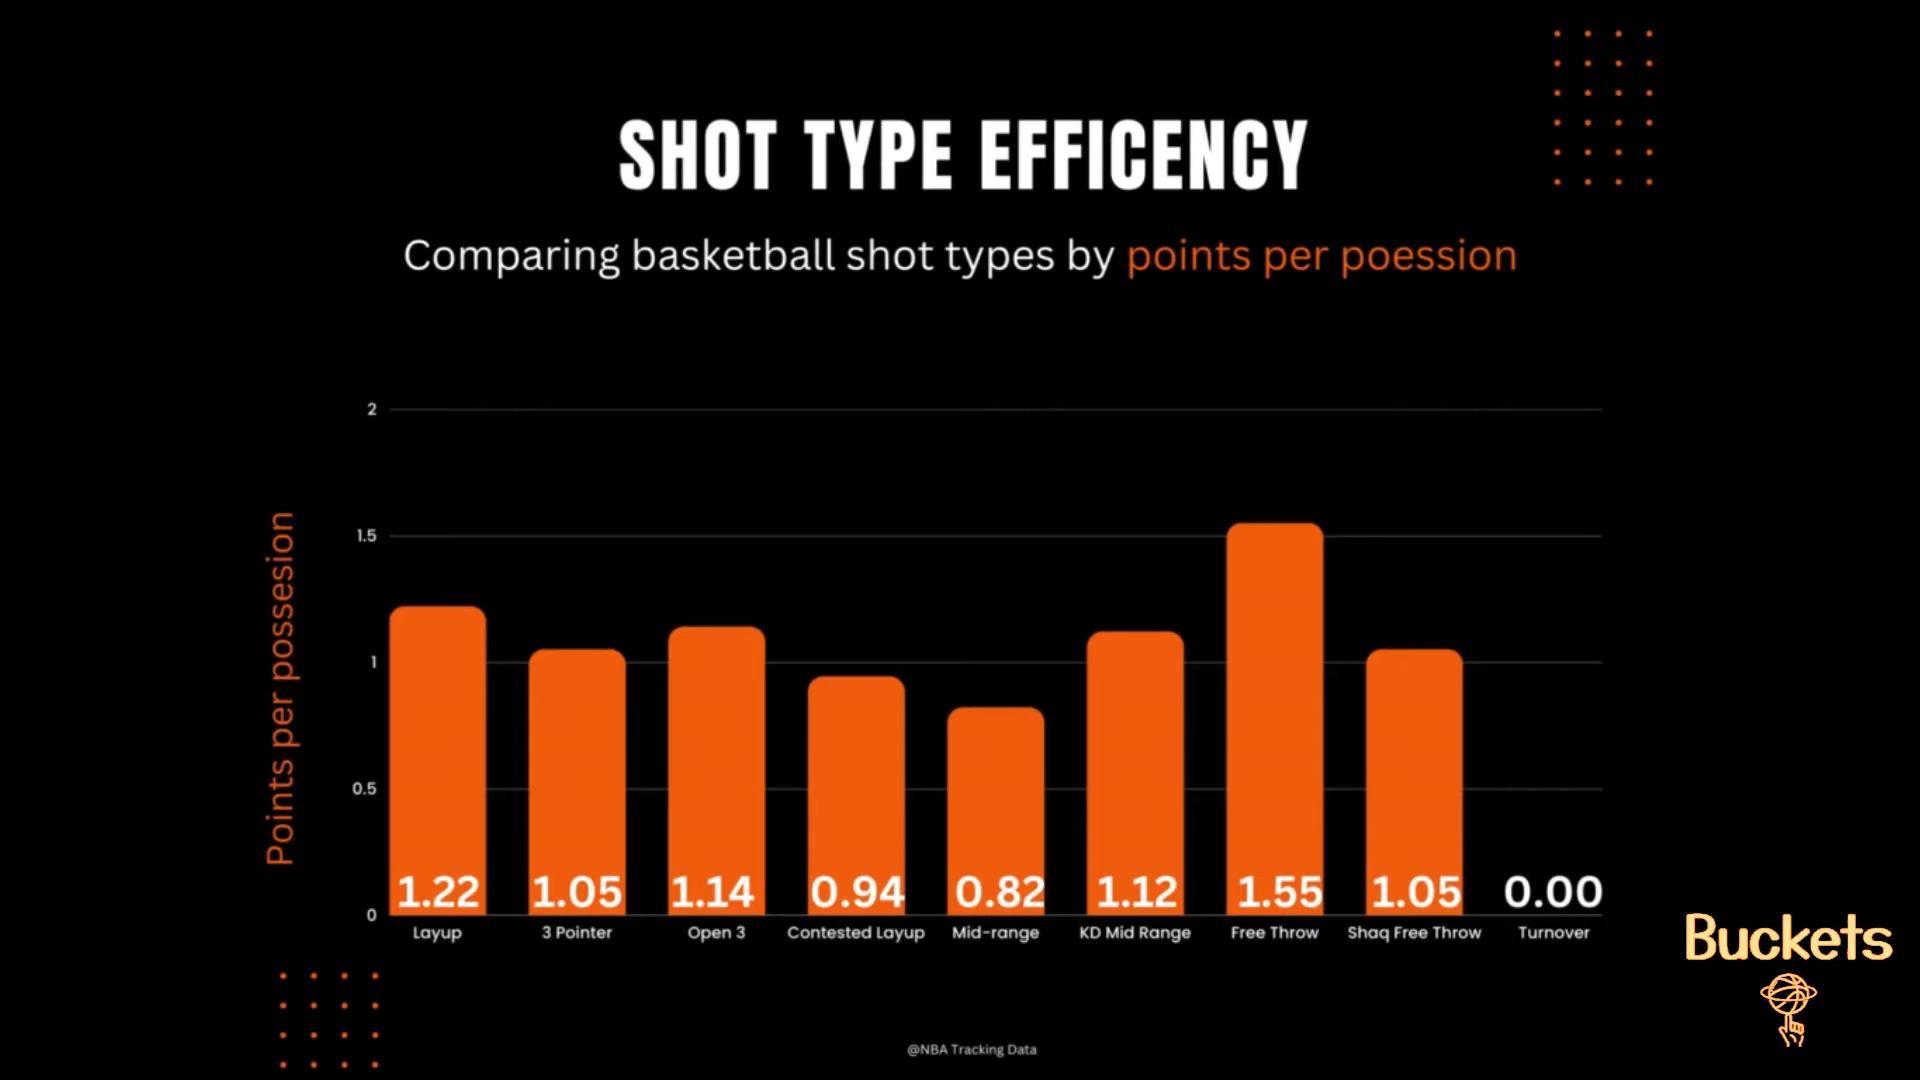 SHOT TYPE EFFICENCY
Comparing basketball shot types by points per poession
Points per possesion
2
1.5
1
0.5
0
1.22 1.05 1.14 0.94 0.82 1.12 1.55 1.05 0.00
Layup 3 Pointer Open 3 Contested Layup Mid-range KD Mid Range Free Throw Shaq Free Throw Turnover
Buckets
@NBA Tracking Data